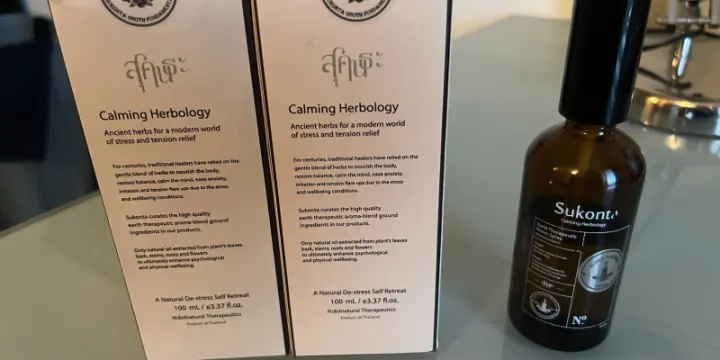 สุคนธะ
Calming Herbology
Ancient herbs for a modern world
of stress and tension relief
For centuries, traditional healers have relied on the
gentle blend of herbs to nourish the body,
restore balance, calm the mind, ease anxiety,
irritation and tension flare ups due to the stress
and wellbeing conditions.
Sukonta curates the high quality
earth therapeutic aroma-blend ground
ingredients in our products.
Only natural oil extracted from plant's leaves
bark, stems, roots and flowers
to ultimately enhance psychological
and physical wellbeing.
A Natural De-stress Self Retreat
100 mL / e3.37 fl.oz.
Ndolnatural Therapeutics
Product of Thailand
สุคนธะ
Calming Herbology
Ancient herbs for a modern world
of stress and tension relief
For centuries, traditional healers have relied on the
gentle blend of herbs to nourish the body,
restore balance, calm the mind, ease anxiety,
irritation and tension flare ups due to the stress
and wellbeing conditions.
Sukonta curates the high quality
earth therapeutic aroma-blend ground
ingredients in our products.
Only natural oil extracted from plant's leaves
bark, stems, roots and flowers
to ultimately enhance psychological
and physical wellbeing.
A Natural De-stress Self Retreat
100 mL / e3.37 fl.oz.
Ndolnatural Therapeutics
Product of Thailand
Sukonta
Calming Herbology
Earth Therapeutic
Spray
Nº